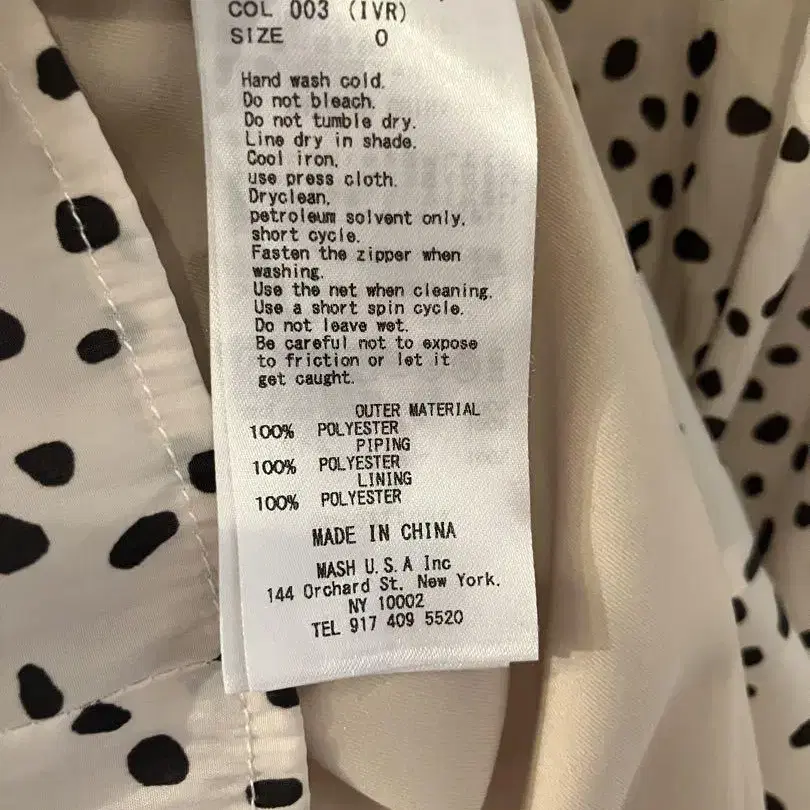 COL 003 (IVR)
SIZE 0
Hand wash cold.
Do not bleach.
Do not tumble dry.
Line dry in shade.
Cool iron,
use press cloth.
Dryclean,
petroleum solvent only,
short cycle.
Fasten the zipper when
washing.
Use the net when cleaning.
Use a short spin cycle.
Do not leave wet.
Be careful not to expose
to friction or let it
get caught.
OUTER MATERIAL
100% POLYESTER
PIPING
100% POLYESTER
LINING
100% POLYESTER
MADE IN CHINA
MASH U.S.A Inc
144 Orchard St. New York.
NY 10002
TEL 917 409 5520